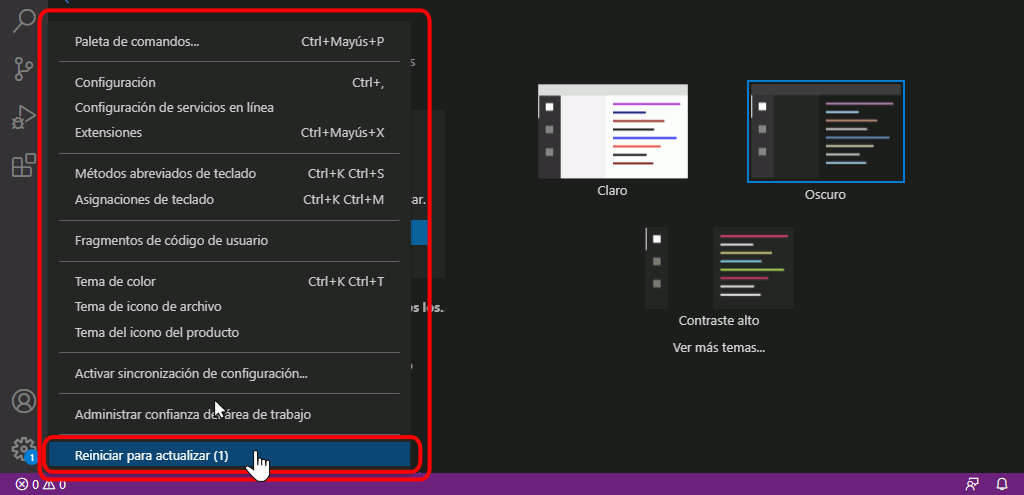 Paleta de comandos... Ctrl+Mayús+P
Configuración Ctrl+,
Configuración de servicios en línea
Extensiones Ctrl+Mayús+X
Métodos abreviados de teclado Ctrl+K Ctrl+S
Asignaciones de teclado Ctrl+K Ctrl+M
Fragmentos de código de usuario
Tema de color Ctrl+K Ctrl+T
Tema de icono de archivo
Tema del icono del producto
Activar sincronización de configuración...
Administrar confianza del área de trabajo
Reiniciar para actualizar (1)
1
0 0
s
ar.
os los...
Claro
Oscuro
Contraste alto
Ver más temas...